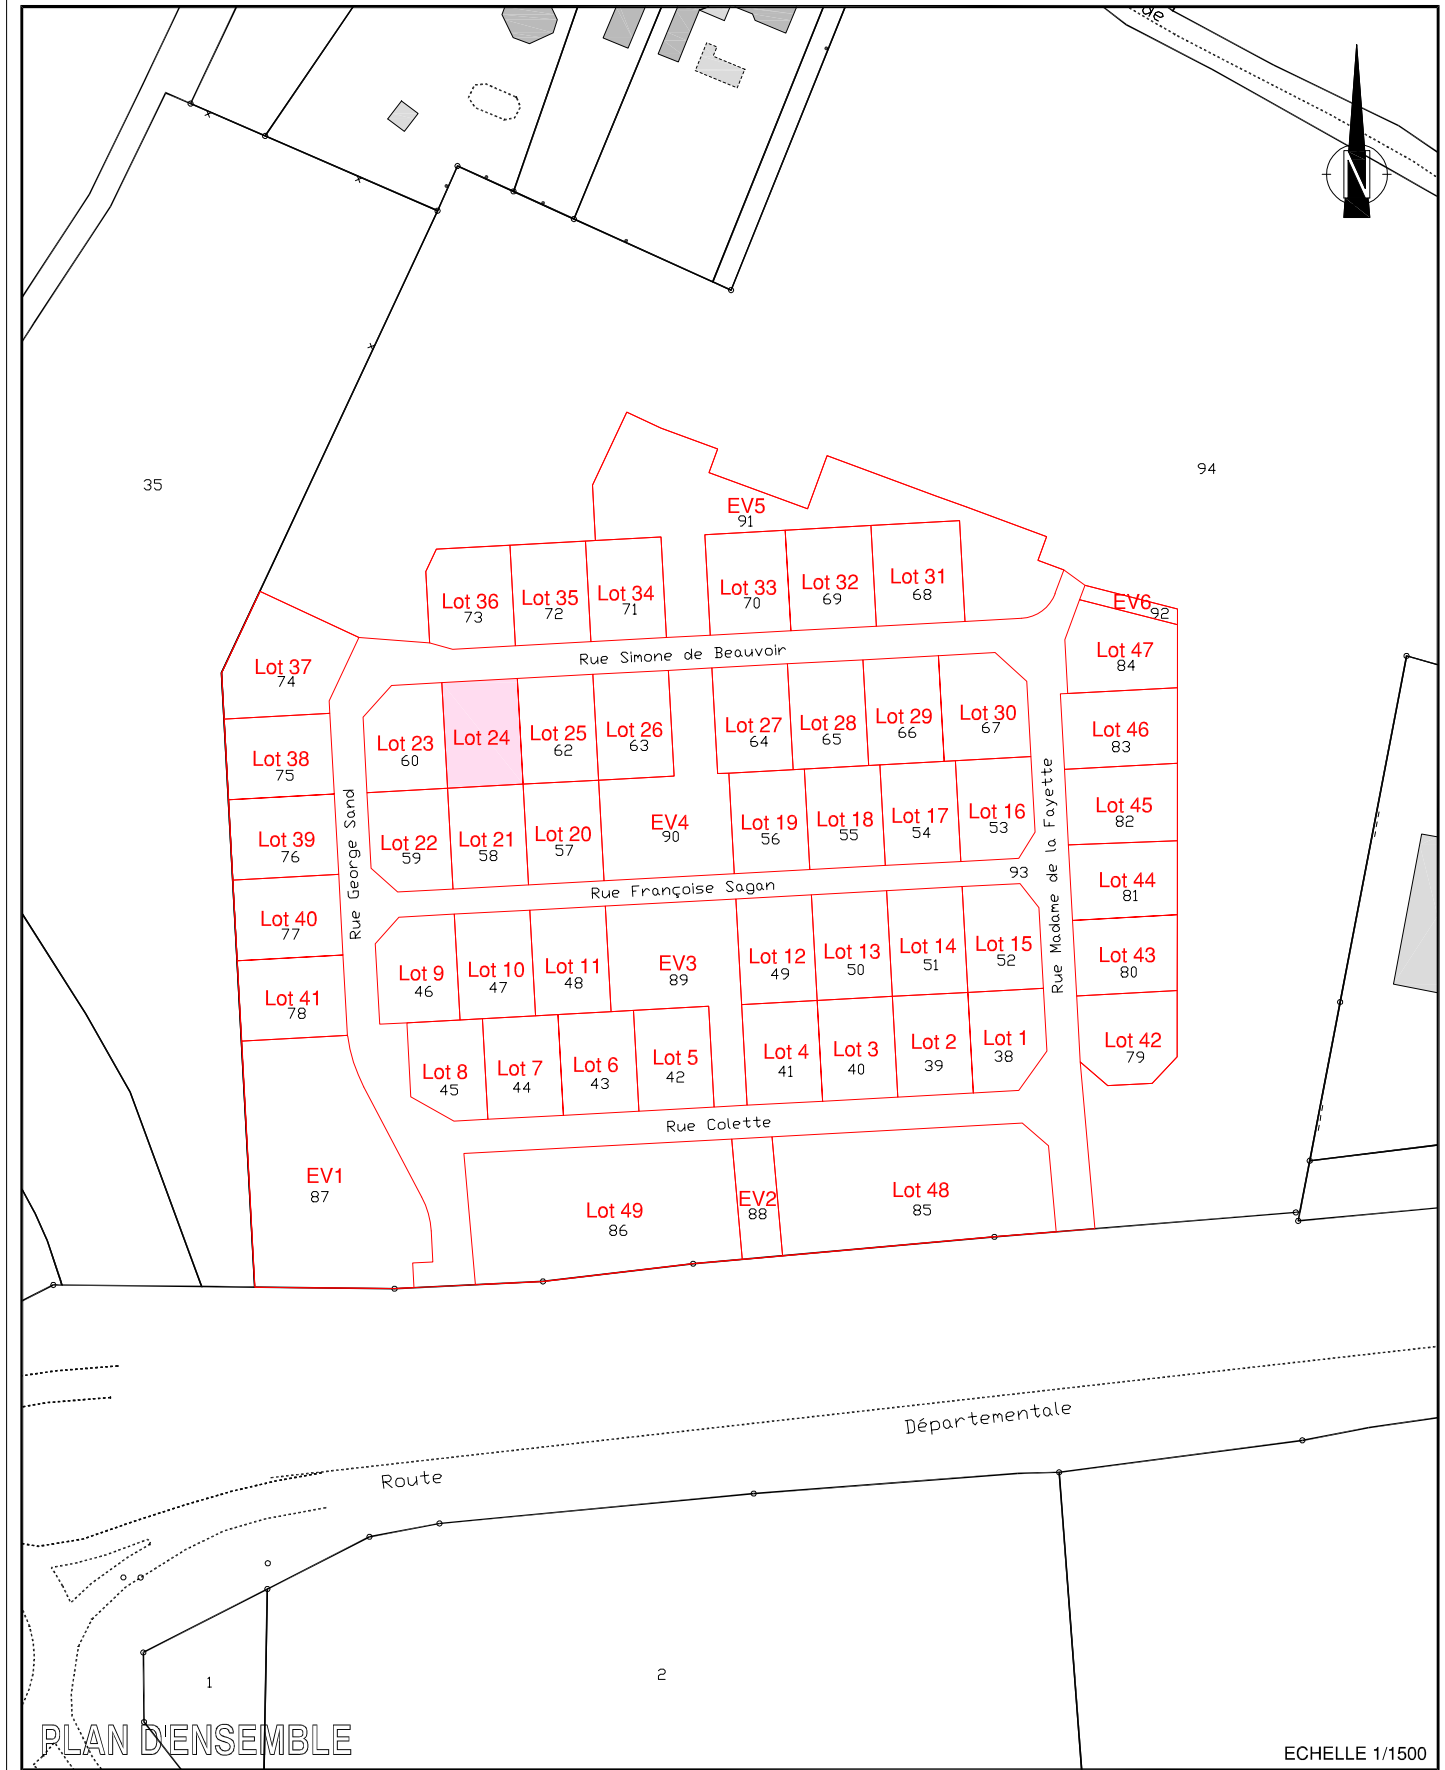 de
N
35
94
EV5
91
Lot 36
73
Lot 35
72
Lot 34
71
Lot 33
70
Lot 32
69
Lot 31
68
EV6
92
Lot 37
74
Rue Simone de Beauvoir
Lot 47
84
Lot 23
60
Lot 24
Lot 25
62
Lot 26
63
Lot 27
64
Lot 28
65
Lot 29
66
Lot 30
67
Lot 46
83
Lot 38
75
Lot 22
59
Lot 21
58
Lot 20
57
EV4
90
Lot 19
56
Lot 18
55
Lot 17
54
Lot 16
53
Lot 45
82
Lot 39
76
Rue George Sand
Rue Françoise Sagan
93
Rue Madame de la Fayette
Lot 44
81
Lot 40
77
Lot 9
46
Lot 10
47
Lot 11
48
EV3
89
Lot 12
49
Lot 13
50
Lot 14
51
Lot 15
52
Lot 43
80
Lot 41
78
Lot 8
45
Lot 7
44
Lot 6
43
Lot 5
42
Lot 4
41
Lot 3
40
Lot 2
39
Lot 1
38
Lot 42
79
Rue Colette
EV1
87
Lot 49
86
EV2
88
Lot 48
85
Route Départementale
1
2
PLAN D'ENSEMBLE
ECHELLE 1/1500